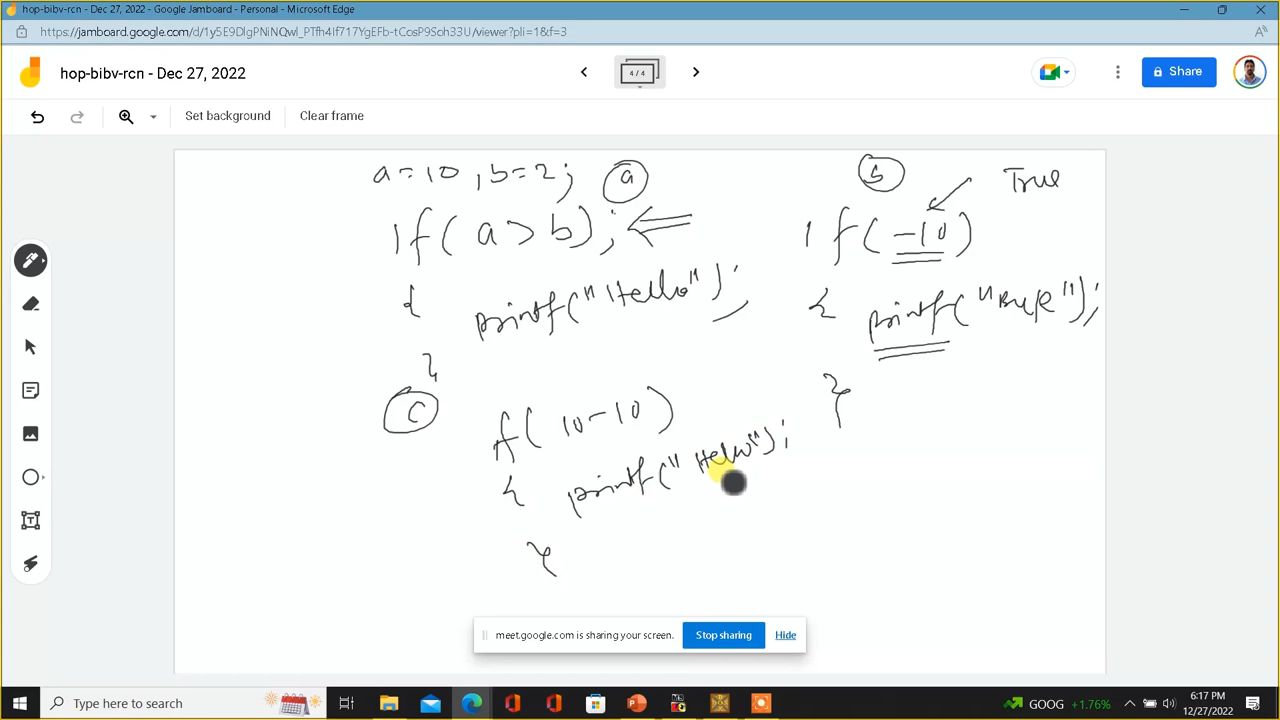 hop-bibv-rcn - Dec 27, 2022 - Google Jamboard - Personal - Microsoft Edge
https://jamboard.google.com/d/1y5E9DlgPNiNQwl_PTfh4lf717YgEFb-tCosP9Soh33U/viewer?pli=1&f=3
hop-bibv-rcn - Dec 27, 2022
4 / 4
Share
Set background
Clear frame
a=10 , b=2; a
if( a > b);
{ printf("Hello");
}
b True
if( -10)
{ printf("Bye");
}
c if( 10-10)
{ printf("Hello");
}
meet.google.com is sharing your screen.
Stop sharing
Hide
Type here to search
GOOG +1.76%
6:17 PM
12/27/2022